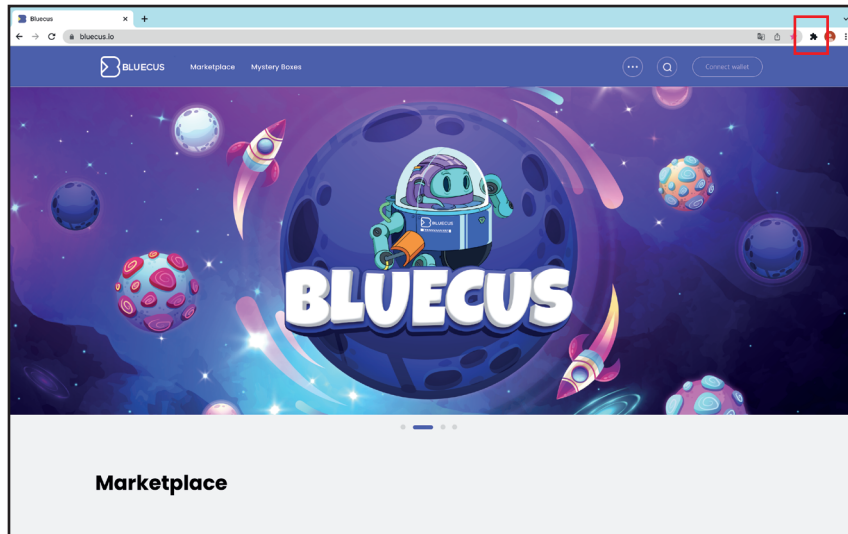 Bluecus
bluecus.io
BLUECUS Marketplace Mystery Boxes Connect wallet
BLUECUS
BLUECUS
Marketplace